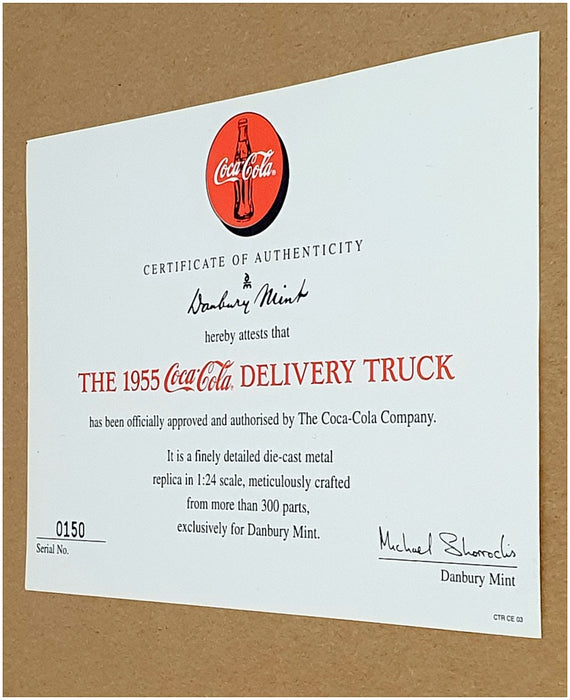 Coca-Cola
CERTIFICATE OF AUTHENTICITY
Danbury Mint
hereby attests that
THE 1955 Coca-Cola DELIVERY TRUCK
has been officially approved and authorised by The Coca-Cola Company.
It is a finely detailed die-cast metal
replica in 1:24 scale, meticulously crafted
from more than 300 parts,
exclusively for Danbury Mint.
0150
Serial No.
Michael Shorrocks
Danbury Mint
CTR CE 03